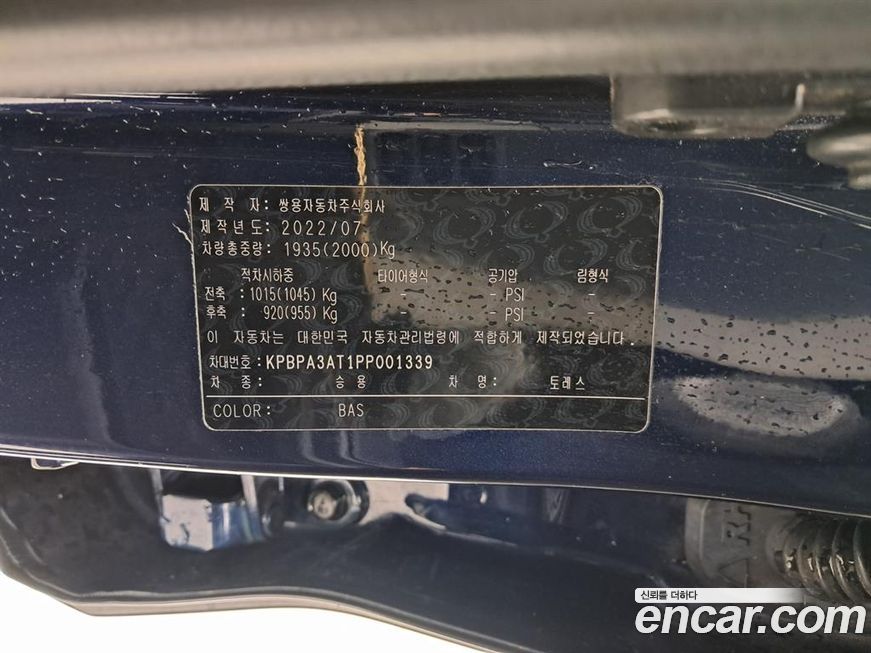 제 작 자: 쌍용자동차주식회사
제작년도: 2022/07
차량총중량: 1935(2000)Kg
적차시하중 타이어형식 공기압 림형식
전축: 1015(1045) Kg - - PSI -
후축: 920(955) Kg - - PSI -
이 자동차는 대한민국 자동차관리법령에 적합하게 제작되었습니다.
차대번호: KPBPA3AT1PP001339
차 종: 승용 차 명: 토레스
COLOR: BAS
신뢰를 더하다
encar.com